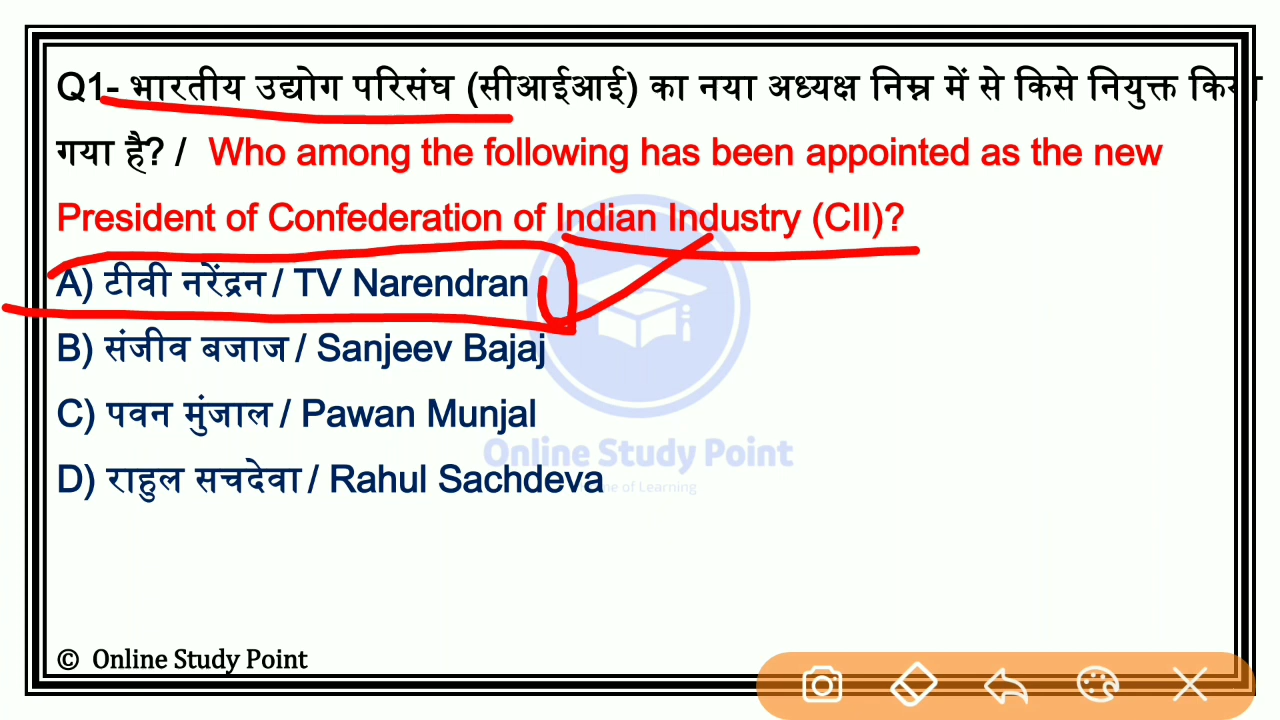 Q1- भारतीय उद्योग परिसंघ (सीआईआई) का नया अध्यक्ष निम्न में से किसे नियुक्त किया
गया है? / Who among the following has been appointed as the new
President of Confederation of Indian Industry (CII)?
A) टीवी नरेंद्रन / TV Narendran
B) संजीव बजाज / Sanjeev Bajaj
C) पवन मुंजाल / Pawan Munjal
Online Study Point
D) राहुल सचदेवा / Rahul Sachdeva
of Learning
© Online Study Point